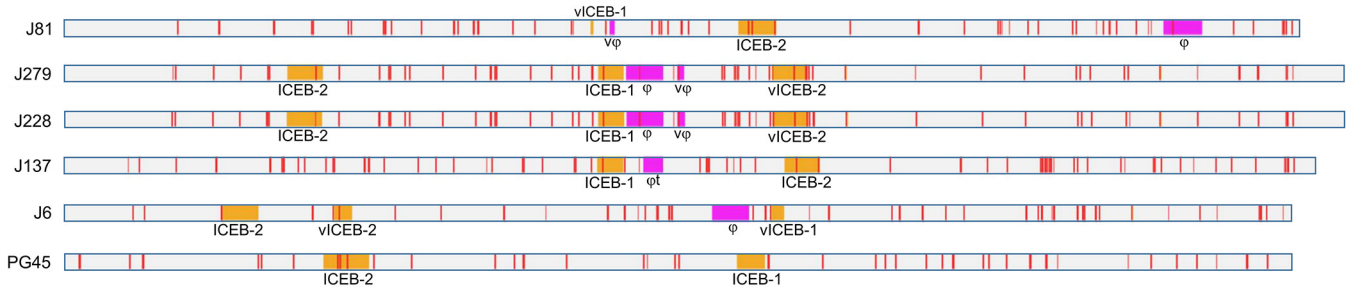 vICEB-1
J81
vφ ICEB-2 φ
J279
ICEB-2 ICEB-1 φ vφ vICEB-2
J228
ICEB-2 ICEB-1 φ vφ vICEB-2
J137
ICEB-1 φt ICEB-2
J6
ICEB-2 vICEB-2 φ vICEB-1
PG45
ICEB-2 ICEB-1